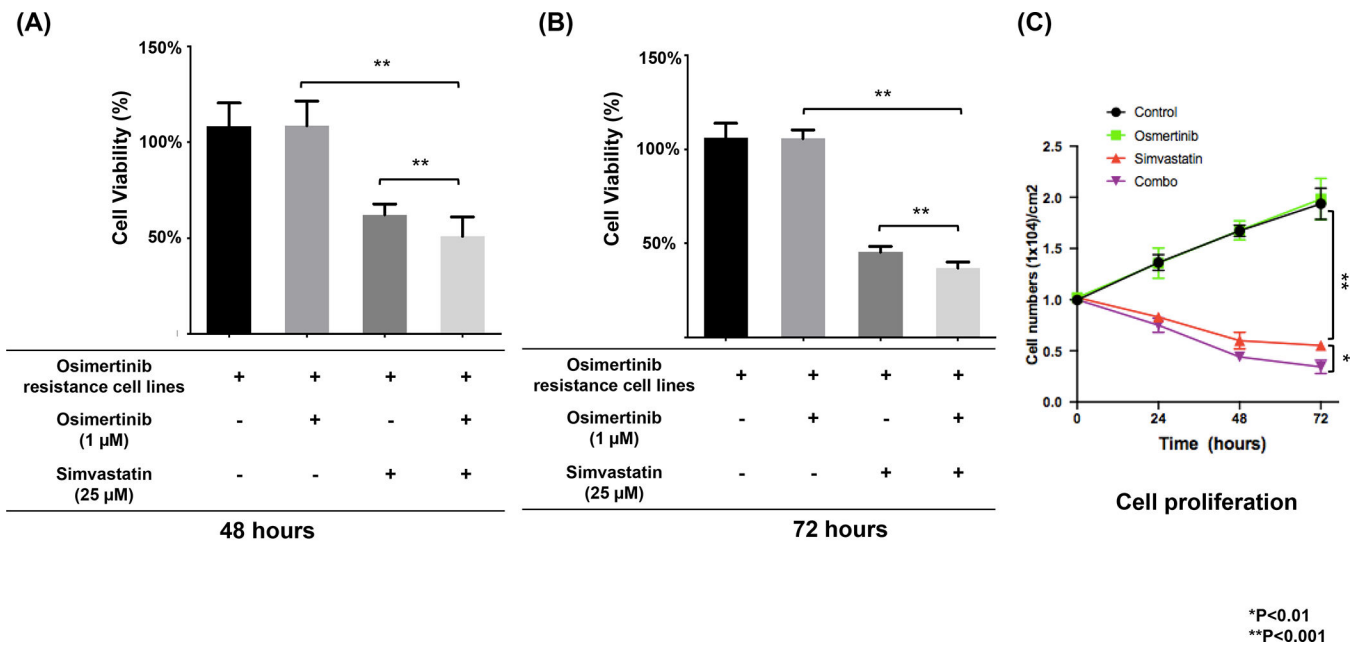 (A)
150%
100%
50%
Cell Viability (%)
**
**
Osimertinib
resistance cell lines
+ + + +
Osimertinib
(1 µM)
- + - +
Simvastatin
(25 µM)
- - + +
48 hours
(B)
150%
100%
50%
Cell Viability (%)
**
**
Osimertinib
resistance cell lines
+ + + +
Osimertinib
(1 µM)
- + - +
Simvastatin
(25 µM)
- - + +
72 hours
(C)
Control
Osmertinib
Simvastatin
Combo
2.5
2.0
1.5
1.0
0.5
0.0
Cell numbers (1x104)/cm2
**
*
0 24 48 72
Time (hours)
Cell proliferation
*P<0.01
**P<0.001